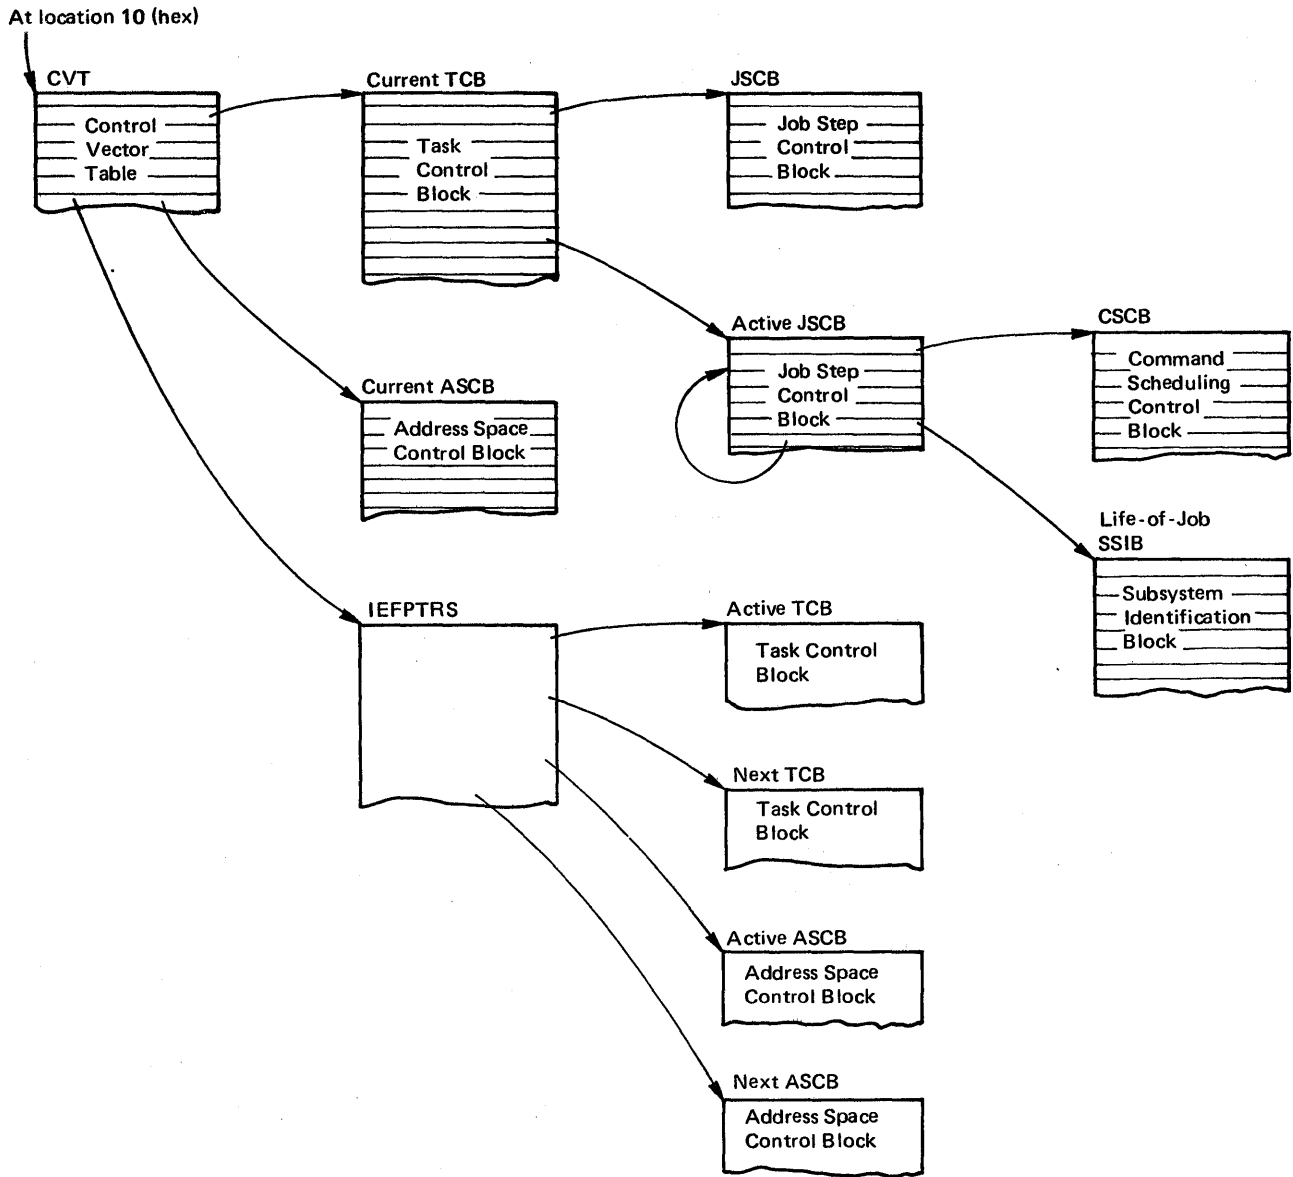 At location 10 (hex)
CVT
Control
Vector
Table
Current TCB
Task
Control
Block
JSCB
Job Step
Control
Block
Active JSCB
Job Step
Control
Block
CSCB
Command
Scheduling
Control
Block
Current ASCB
Address Space
Control Block
Life-of-Job
SSIB
Subsystem
Identification
Block
IEFPTRS
Active TCB
Task Control
Block
Next TCB
Task Control
Block
Active ASCB
Address Space
Control Block
Next ASCB
Address Space
Control Block